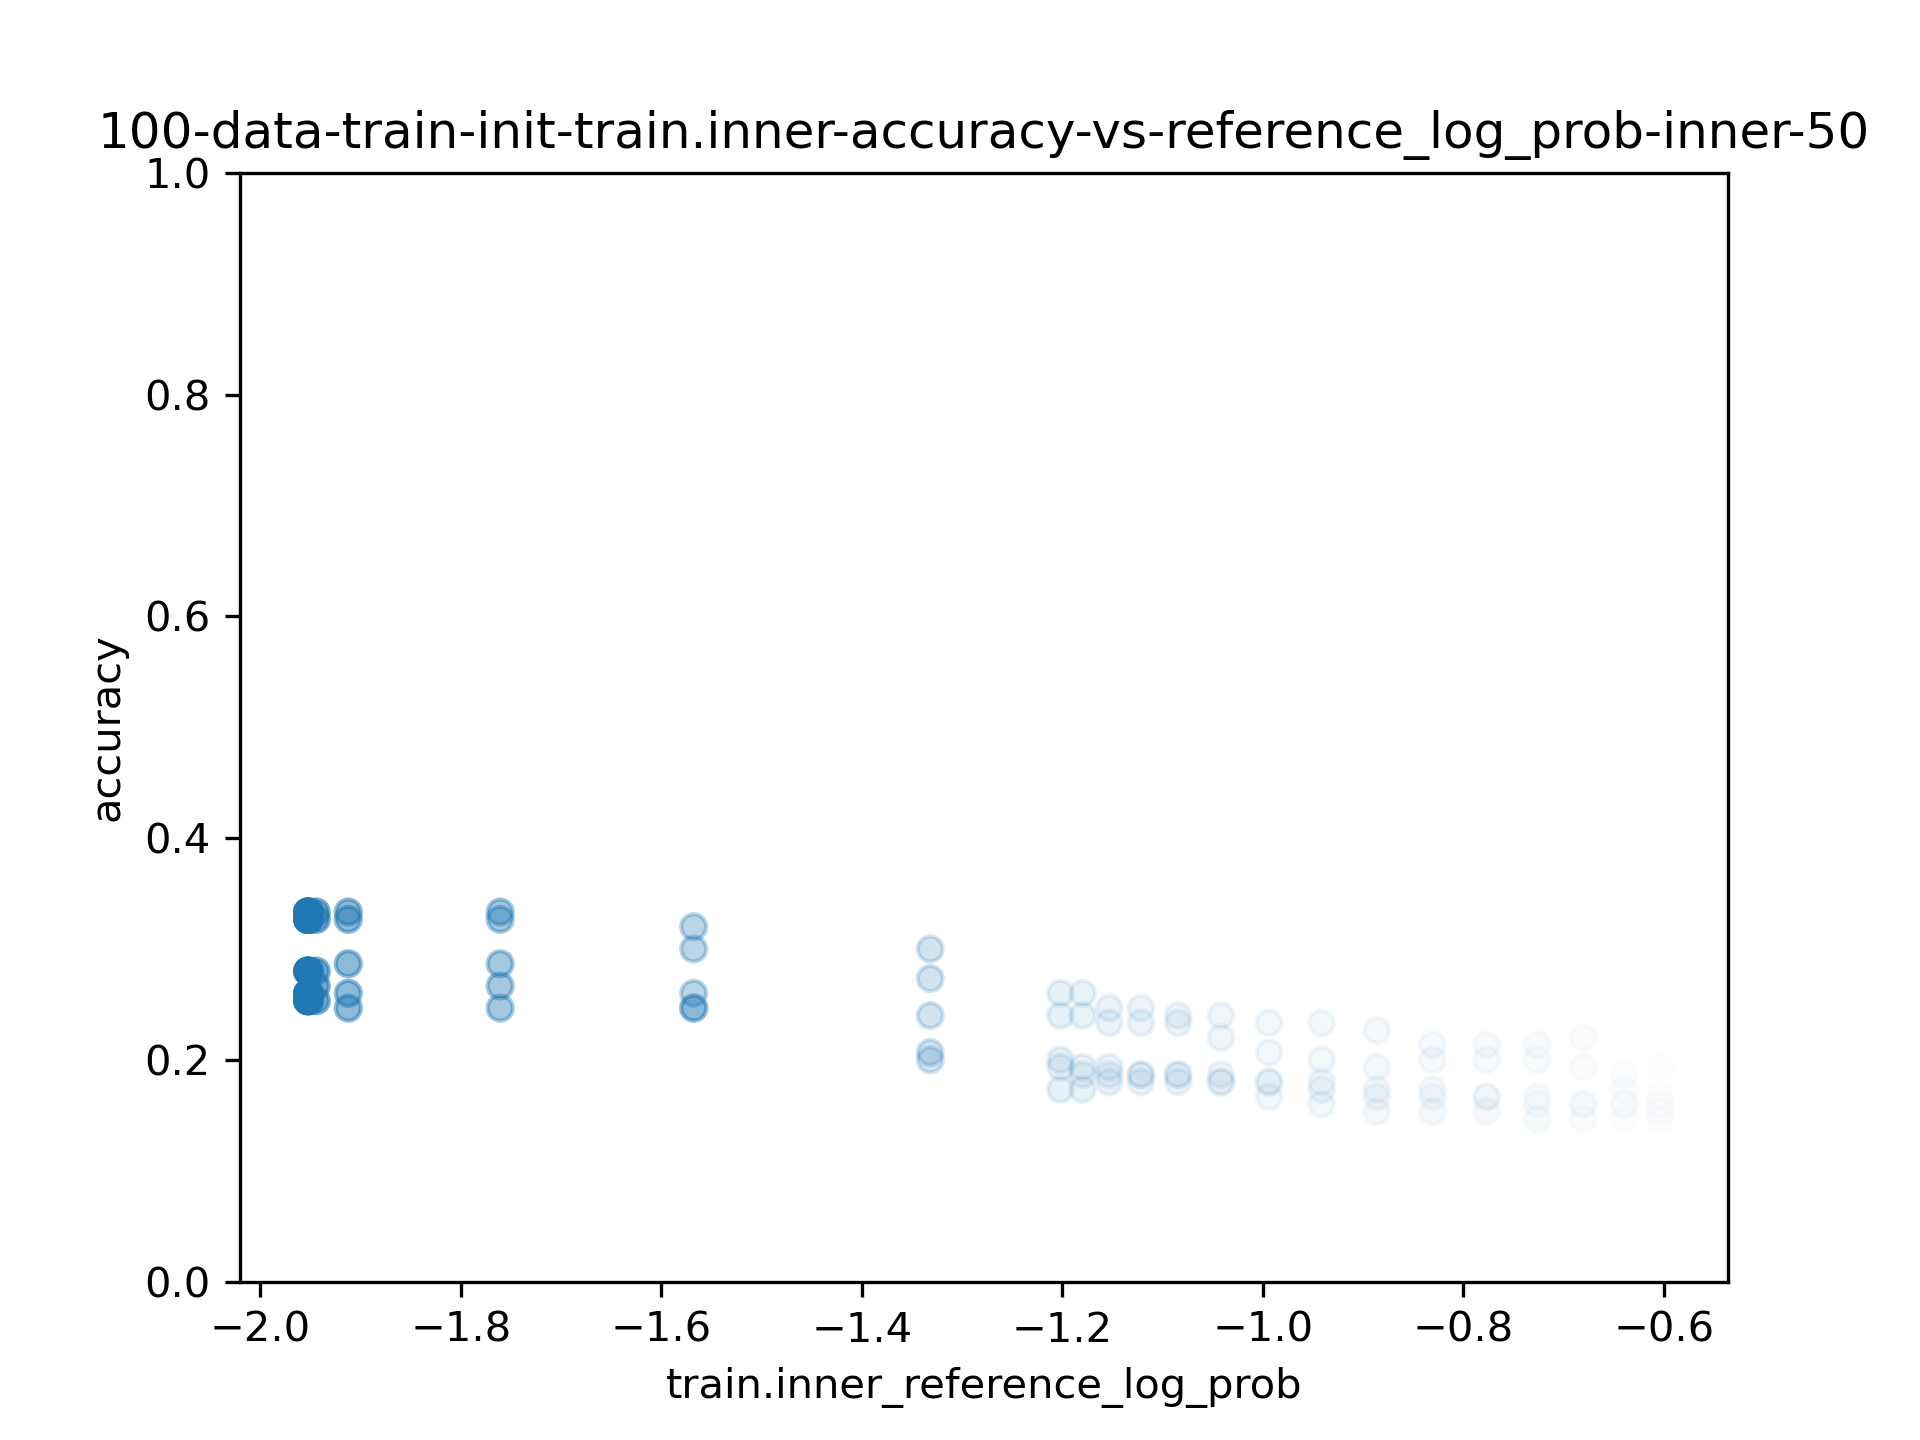 100-data-train-init-train.inner-accuracy-vs-reference_log_prob-inner-50
1.0
0.8
0.6
0.4
0.2
0.0
accuracy
−2.0 −1.8 −1.6 −1.4 −1.2 −1.0 −0.8 −0.6
train.inner_reference_log_prob